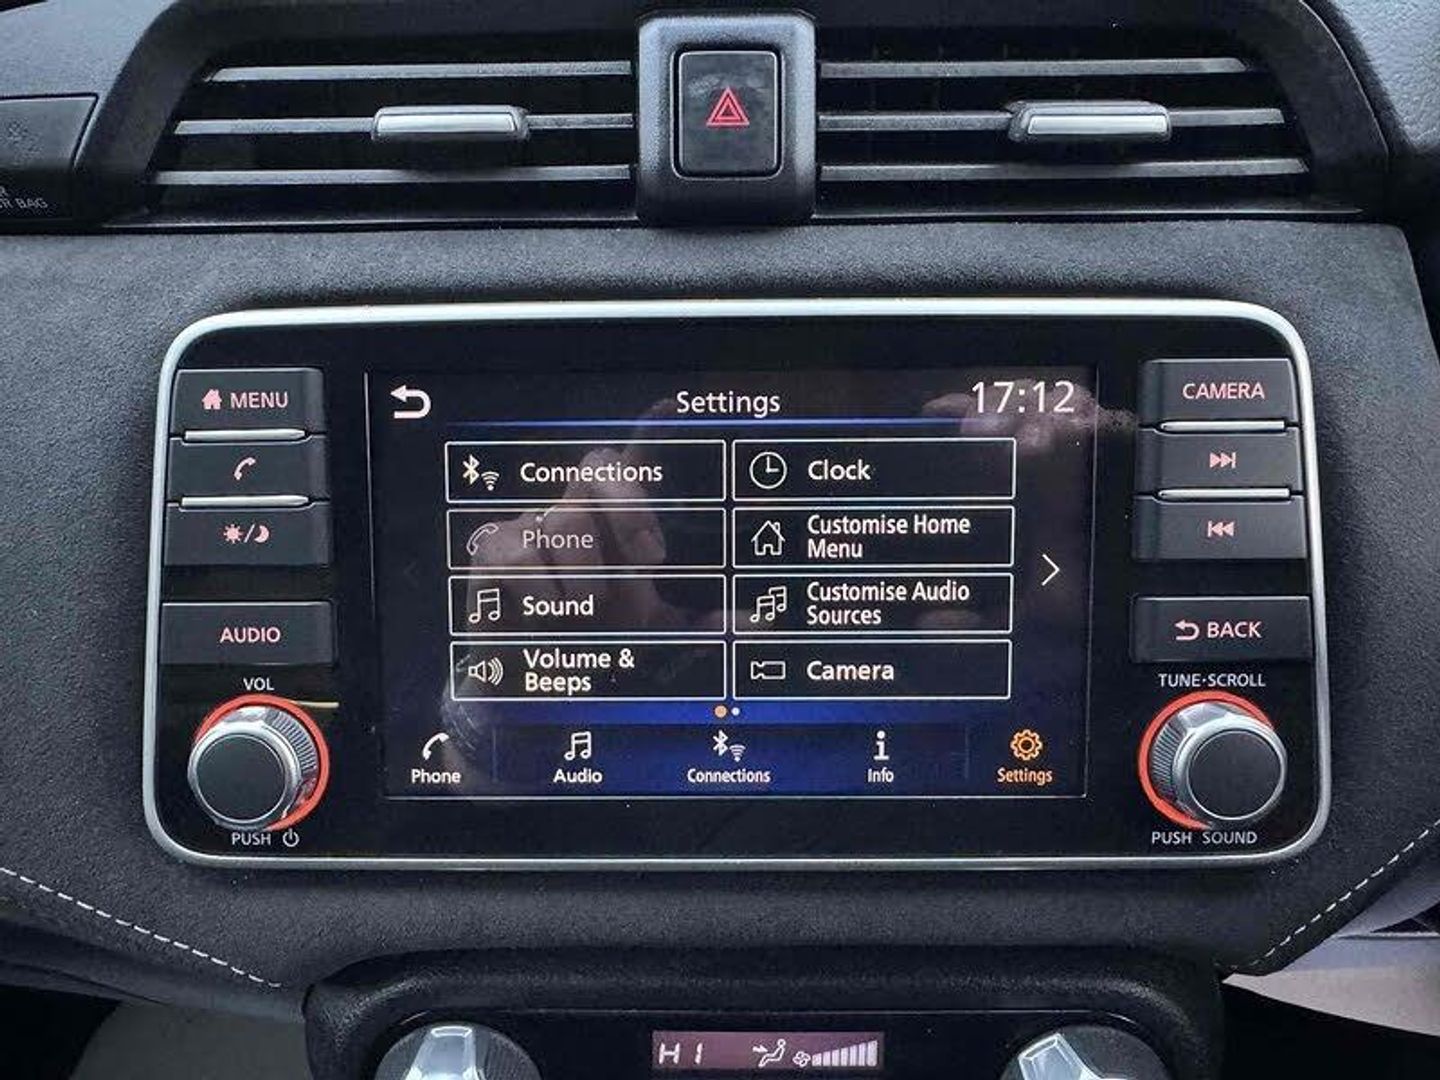 R BAG
MENU
CAMERA
Settings
17:12
Connections
Clock
Phone
Customise Home
Menu
Sound
Customise Audio
Sources
Volume &
Beeps
Camera
AUDIO
BACK
VOL
TUNE·SCROLL
Phone
Audio
Connections
Info
Settings
PUSH
PUSH SOUND
HI